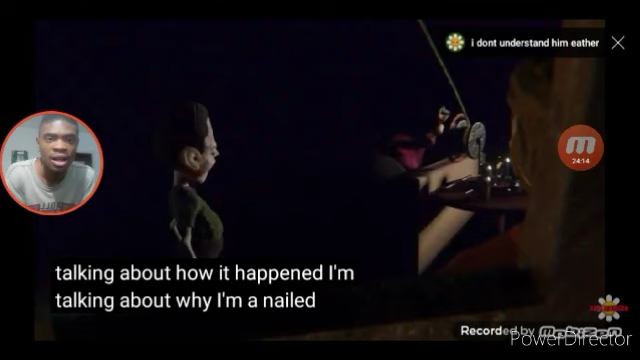 i dont understand him eather
24:14
talking about how it happened I'm
talking about why I'm a nailed
Recorded by
PowerDirector